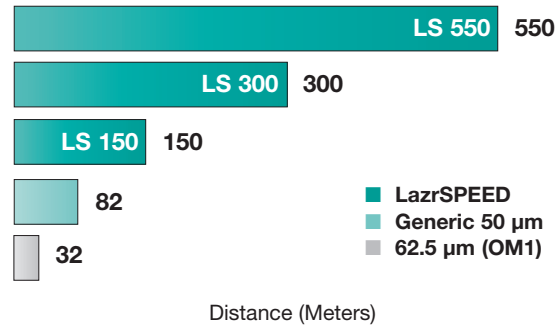 LS 550 550
LS 300 300
LS 150 150
82
32
LazrSPEED
Generic 50 µm
62.5 µm (OM1)
Distance (Meters)